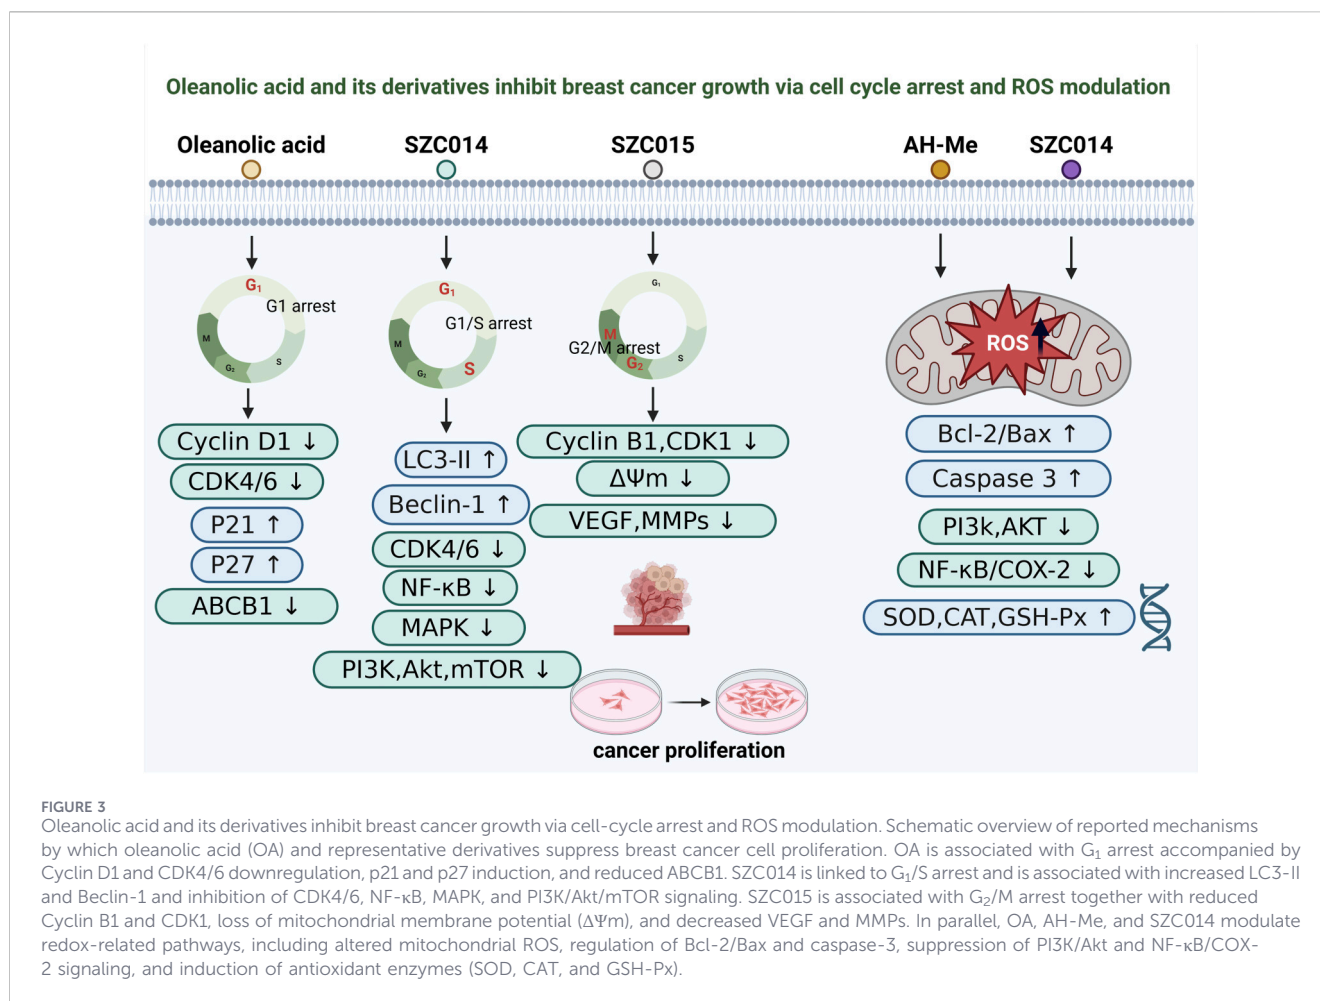 Oleanolic acid and its derivatives inhibit breast cancer growth via cell cycle arrest and ROS modulation
Oleanolic acid
SZC014
SZC015
AH-Me
SZC014
G₁
G1 arrest
M
G₂
S
Cyclin D1 ↓
CDK4/6 ↓
P21 ↑
P27 ↑
ABCB1 ↓
G₁
G1/S arrest
M
G₂
S
LC3-II ↑
Beclin-1 ↑
CDK4/6 ↓
NF-κB ↓
MAPK ↓
PI3K,Akt,mTOR ↓
G₁
M
G2/M arrest
G₂
S
Cyclin B1,CDK1 ↓
ΔΨm ↓
VEGF,MMPs ↓
cancer proliferation
ROS
Bcl-2/Bax ↑
Caspase 3 ↑
PI3k,AKT ↓
NF-κB/COX-2 ↓
SOD,CAT,GSH-Px ↑
FIGURE 3
Oleanolic acid and its derivatives inhibit breast cancer growth via cell-cycle arrest and ROS modulation. Schematic overview of reported mechanisms
by which oleanolic acid (OA) and representative derivatives suppress breast cancer cell proliferation. OA is associated with G₁ arrest accompanied by
Cyclin D1 and CDK4/6 downregulation, p21 and p27 induction, and reduced ABCB1. SZC014 is linked to G₁/S arrest and is associated with increased LC3-II
and Beclin-1 and inhibition of CDK4/6, NF-κB, MAPK, and PI3K/Akt/mTOR signaling. SZC015 is associated with G₂/M arrest together with reduced
Cyclin B1 and CDK1, loss of mitochondrial membrane potential (ΔΨm), and decreased VEGF and MMPs. In parallel, OA, AH-Me, and SZC014 modulate
redox-related pathways, including altered mitochondrial ROS, regulation of Bcl-2/Bax and caspase-3, suppression of PI3K/Akt and NF-κB/COX-
2 signaling, and induction of antioxidant enzymes (SOD, CAT, and GSH-Px).